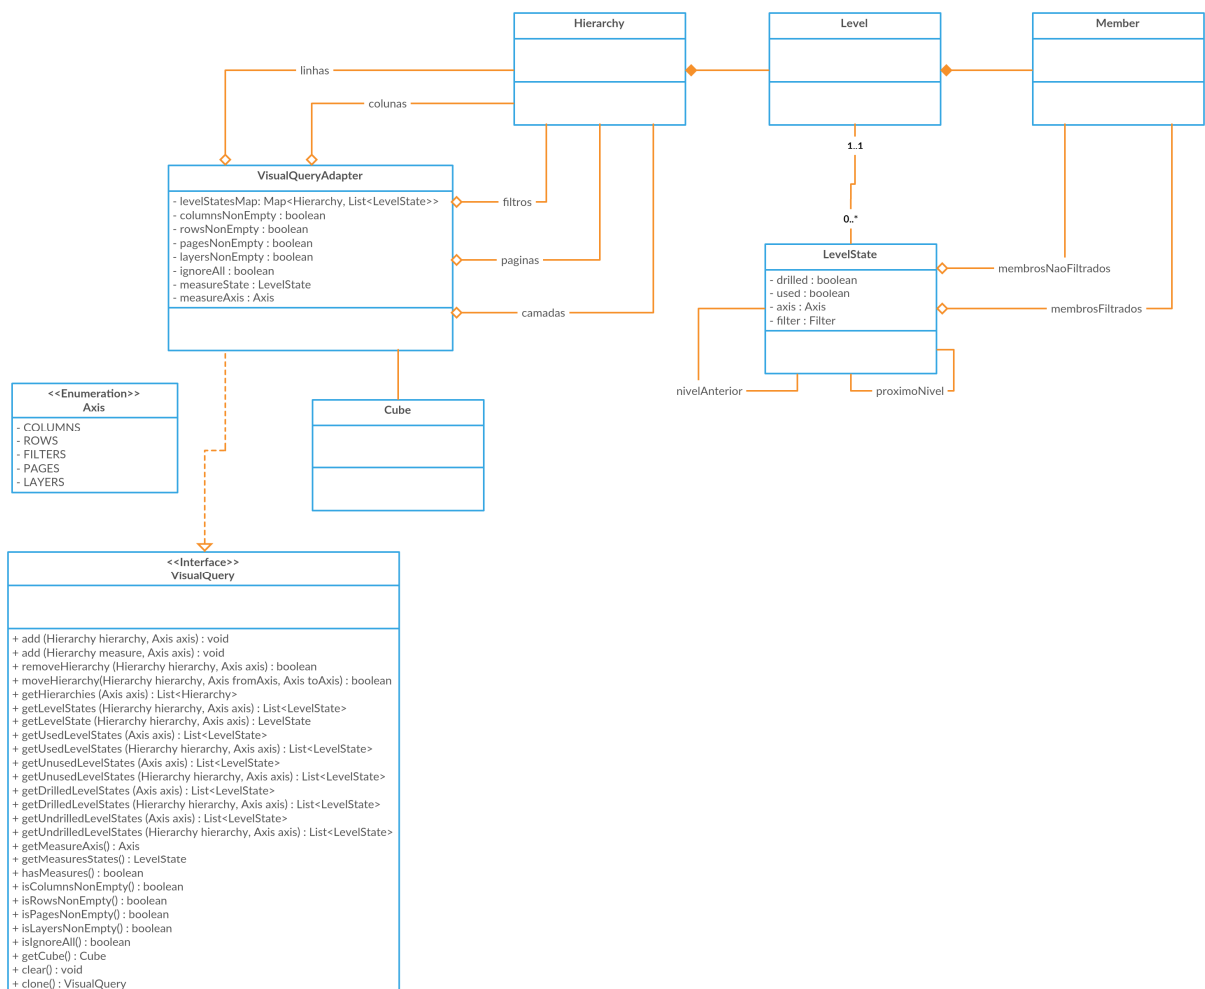 Hierarchy
Level
Member
linhas
colunas
1..1
VisualQueryAdapter
- levelStatesMap: Map<Hierarchy, List<LevelState>>
- columnsNonEmpty : boolean
- rowsNonEmpty : boolean
- pagesNonEmpty : boolean
- layersNonEmpty : boolean
- ignoreAll : boolean
- measureState : LevelState
- measureAxis : Axis
filtros
paginas
camadas
0..*
LevelState
- drilled : boolean
- used : boolean
- axis : Axis
- filter : Filter
membrosNaoFiltrados
membrosFiltrados
nivelAnterior
proximoNivel
<<Enumeration>>
Axis
- COLUMNS
- ROWS
- FILTERS
- PAGES
- LAYERS
Cube
<<Interface>>
VisualQuery
+ add (Hierarchy hierarchy, Axis axis) : void
+ add (Hierarchy measure, Axis axis) : void
+ removeHierarchy (Hierarchy hierarchy, Axis axis) : boolean
+ moveHierarchy(Hierarchy hierarchy, Axis fromAxis, Axis toAxis) : boolean
+ getHierarchies (Axis axis) : List<Hierarchy>
+ getLevelStates (Hierarchy hierarchy, Axis axis) : List<LevelState>
+ getLevelState (Hierarchy hierarchy, Axis axis) : LevelState
+ getUsedLevelStates (Axis axis) : List<LevelState>
+ getUsedLevelStates (Hierarchy hierarchy, Axis axis) : List<LevelState>
+ getUnusedLevelStates (Axis axis) : List<LevelState>
+ getUnusedLevelStates (Hierarchy hierarchy, Axis axis) : List<LevelState>
+ getDrilledLevelStates (Axis axis) : List<LevelState>
+ getDrilledLevelStates (Hierarchy hierarchy, Axis axis) : List<LevelState>
+ getUndrilledLevelStates (Axis axis) : List<LevelState>
+ getUndrilledLevelStates (Hierarchy hierarchy, Axis axis) : List<LevelState>
+ getMeasureAxis() : Axis
+ getMeasuresStates() : LevelState
+ hasMeasures() : boolean
+ isColumnsNonEmpty() : boolean
+ isRowsNonEmpty() : boolean
+ isPagesNonEmpty() : boolean
+ isLayersNonEmpty() : boolean
+ isIgnoreAll() : boolean
+ getCube() : Cube
+ clear() : void
+ clone() : VisualQuery